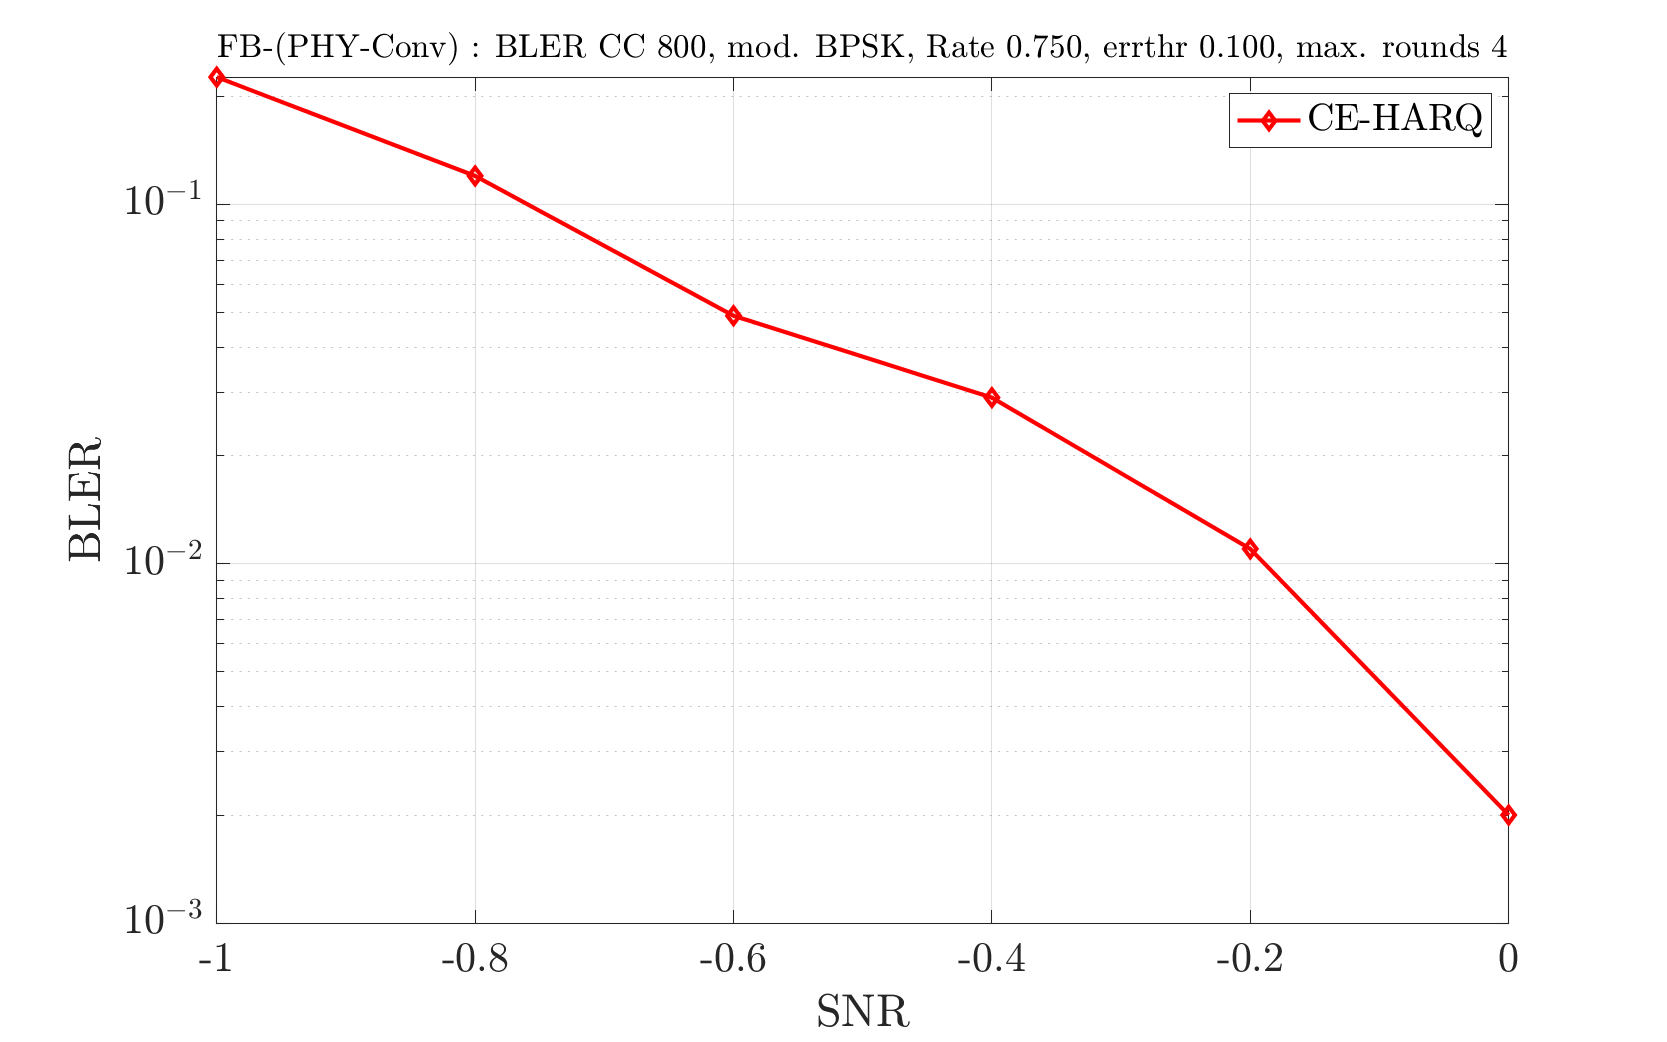 FB-(PHY-Conv) : BLER CC 800, mod. BPSK, Rate 0.750, errthr 0.100, max. rounds 4
CE-HARQ
10⁻¹
10⁻²
10⁻³
BLER
-1 -0.8 -0.6 -0.4 -0.2 0
SNR